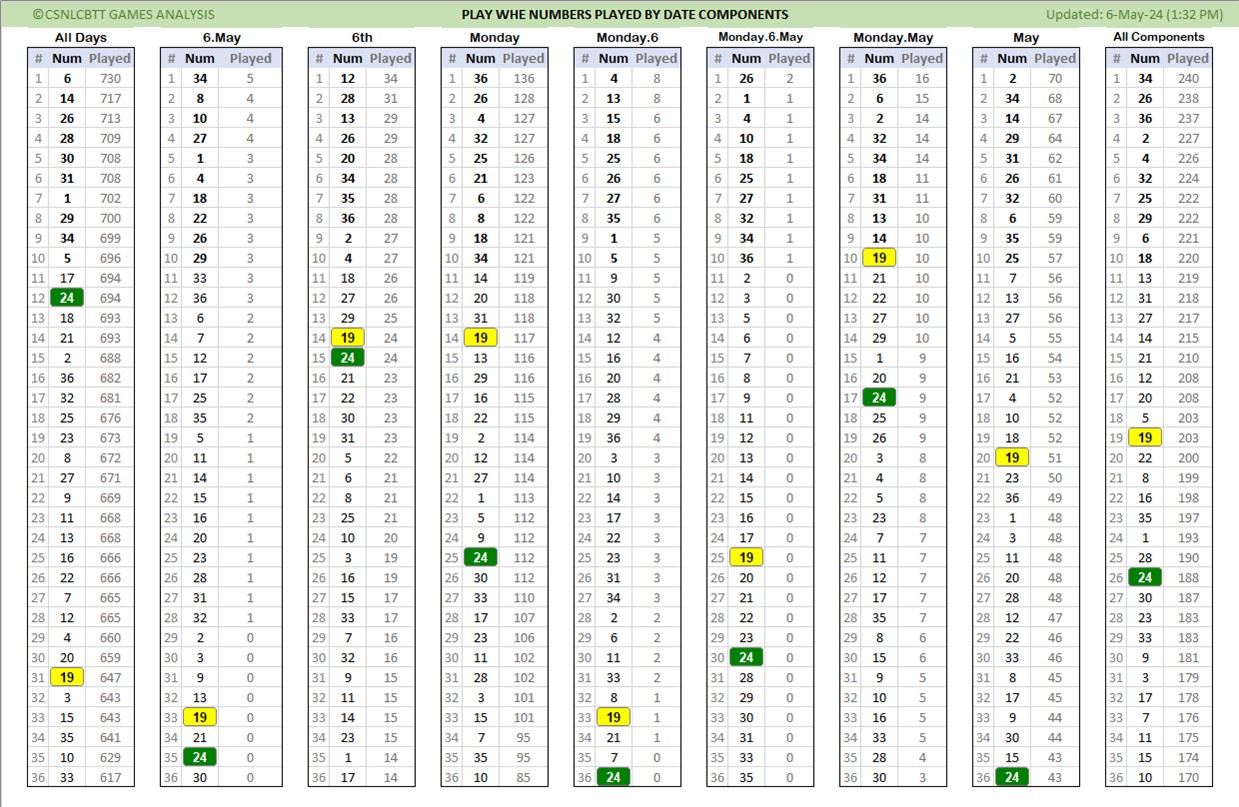 ©CSNLCBTT GAMES ANALYSIS PLAY WHE NUMBERS PLAYED BY DATE COMPONENTS Updated: 6-May-24 (1:32 PM)
All Days 6.May 6th Monday Monday.6 Monday.6.May Monday.May May All Components
# Num Played # Num Played # Num Played # Num Played # Num Played # Num Played # Num Played # Num Played # Num Played
1 6 730 1 34 5 1 12 34 1 36 136 1 4 8 1 26 2 1 36 16 1 2 70 1 34 240
2 14 717 2 8 4 2 28 31 2 26 128 2 13 8 2 1 1 2 6 15 2 34 68 2 26 238
3 26 713 3 10 4 3 13 29 3 4 127 3 15 6 3 4 1 3 2 14 3 14 67 3 36 237
4 28 709 4 27 4 4 26 29 4 32 127 4 18 6 4 10 1 4 32 14 4 29 64 4 2 227
5 30 708 5 1 3 5 20 28 5 25 126 5 25 6 5 18 1 5 34 14 5 31 62 5 4 226
6 31 708 6 4 3 6 34 28 6 21 123 6 26 6 6 25 1 6 18 11 6 26 61 6 32 224
7 1 702 7 18 3 7 35 28 7 6 122 7 27 6 7 27 1 7 31 11 7 32 60 7 25 222
8 29 700 8 22 3 8 36 28 8 8 122 8 35 6 8 32 1 8 13 10 8 6 59 8 29 222
9 34 699 9 26 3 9 2 27 9 18 121 9 1 5 9 34 1 9 14 10 9 35 59 9 6 221
10 5 696 10 29 3 10 4 27 10 34 121 10 5 5 10 36 1 10 19 10 10 25 57 10 18 220
11 17 694 11 33 3 11 18 26 11 14 119 11 9 5 11 2 0 11 21 10 11 7 56 11 13 219
12 24 694 12 36 3 12 27 26 12 20 118 12 30 5 12 3 0 12 22 10 12 13 56 12 31 218
13 18 693 13 6 2 13 29 25 13 31 118 13 32 5 13 5 0 13 27 10 13 27 56 13 27 217
14 21 693 14 7 2 14 19 24 14 19 117 14 12 4 14 6 0 14 29 10 14 5 55 14 14 215
15 2 688 15 12 2 15 24 24 15 13 116 15 16 4 15 7 0 15 1 9 15 16 54 15 21 210
16 36 682 16 17 2 16 21 23 16 29 116 16 20 4 16 8 0 16 20 9 16 21 53 16 12 208
17 32 681 17 25 2 17 22 23 17 16 115 17 28 4 17 9 0 17 24 9 17 4 52 17 20 208
18 25 676 18 35 2 18 30 23 18 22 115 18 29 4 18 11 0 18 25 9 18 10 52 18 5 203
19 23 673 19 5 1 19 31 23 19 2 114 19 36 4 19 12 0 19 26 9 19 18 52 19 19 203
20 8 672 20 11 1 20 5 22 20 12 114 20 3 3 20 13 0 20 3 8 20 19 51 20 22 200
21 27 671 21 14 1 21 6 21 21 27 114 21 10 3 21 14 0 21 4 8 21 23 50 21 8 199
22 9 669 22 15 1 22 8 21 22 1 113 22 14 3 22 15 0 22 5 8 22 36 49 22 16 198
23 11 668 23 16 1 23 25 21 23 5 112 23 17 3 23 16 0 23 23 8 23 1 48 23 35 197
24 13 668 24 20 1 24 10 20 24 9 112 24 22 3 24 17 0 24 7 7 24 3 48 24 1 193
25 16 666 25 23 1 25 3 19 25 24 112 25 23 3 25 19 0 25 11 7 25 11 48 25 28 190
26 22 666 26 28 1 26 16 19 26 30 112 26 31 3 26 20 0 26 12 7 26 20 48 26 24 188
27 7 665 27 31 1 27 15 17 27 33 110 27 34 3 27 21 0 27 17 7 27 28 48 27 30 187
28 12 665 28 32 1 28 33 17 28 17 107 28 2 2 28 22 0 28 35 7 28 12 47 28 23 183
29 4 660 29 2 0 29 7 16 29 23 106 29 6 2 29 23 0 29 8 6 29 22 46 29 33 183
30 20 659 30 3 0 30 32 16 30 11 102 30 11 2 30 24 0 30 15 6 30 33 46 30 9 181
31 19 647 31 9 0 31 9 15 31 28 102 31 33 2 31 28 0 31 9 5 31 8 45 31 3 179
32 3 643 32 13 0 32 11 15 32 3 101 32 8 1 32 29 0 32 10 5 32 17 45 32 17 178
33 15 643 33 19 0 33 14 15 33 15 101 33 19 1 33 30 0 33 16 5 33 9 44 33 7 176
34 35 641 34 21 0 34 23 15 34 7 95 34 21 1 34 31 0 34 33 5 34 30 44 34 11 175
35 10 629 35 24 0 35 1 14 35 35 95 35 7 0 35 33 0 35 28 4 35 15 43 35 15 174
36 33 617 36 30 0 36 17 14 36 10 85 36 24 0 36 35 0 36 30 3 36 24 43 36 10 170